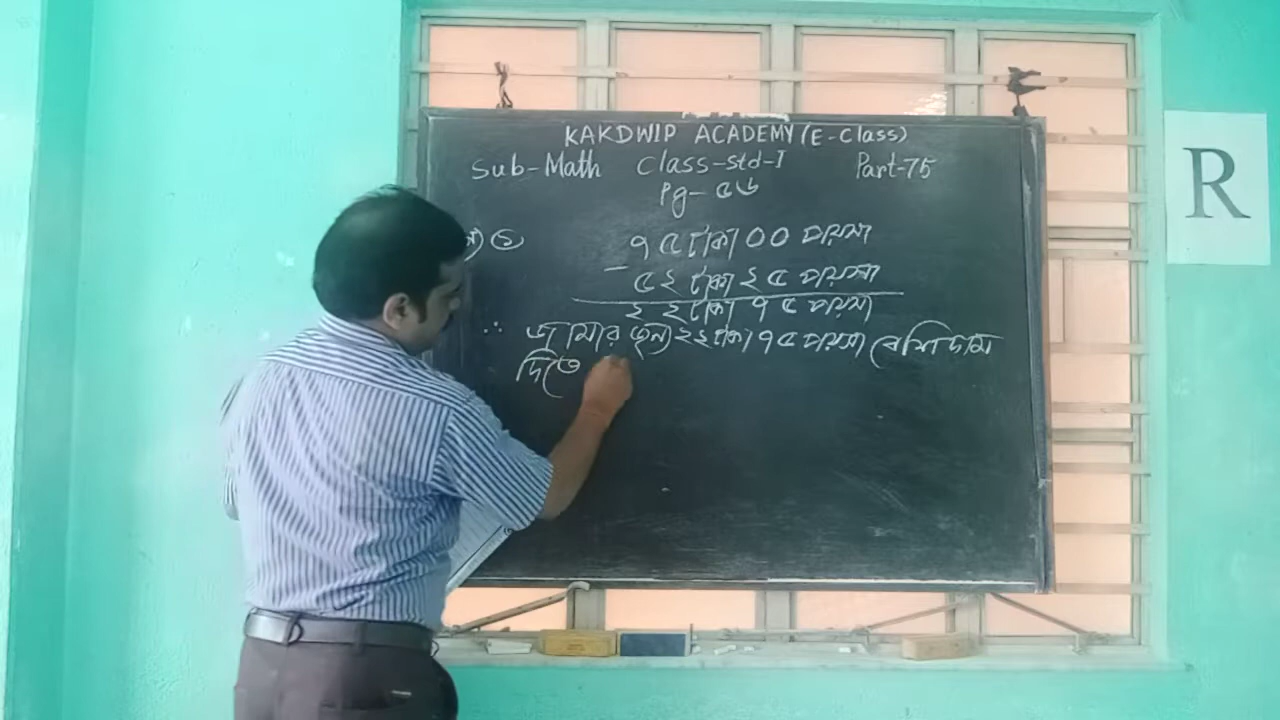 KAKDWIP ACADEMY (E-Class)
Sub-Math Class-std-I Part-75
Pg- ৫৬
) ১ ৭৫ টাকা ০০ পয়সা
- ৫২ টাকা ২৫ পয়সা
২২ টাকা ৭৫ পয়সা
∴ জামার জন্য ২২ টাকা ৭৫ পয়সা বেশি দাম
দিতে
R